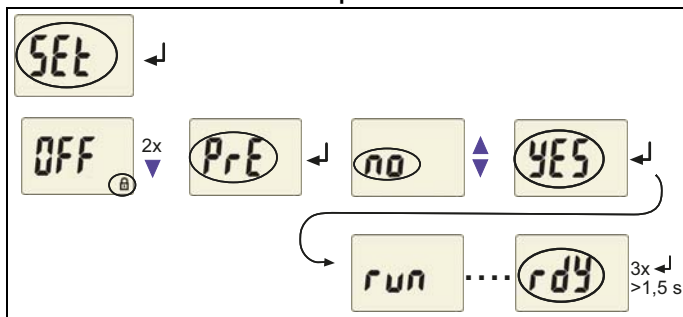 SEt
OFF 2x PrE no YES
run .... rdY 3x
>1,5 s